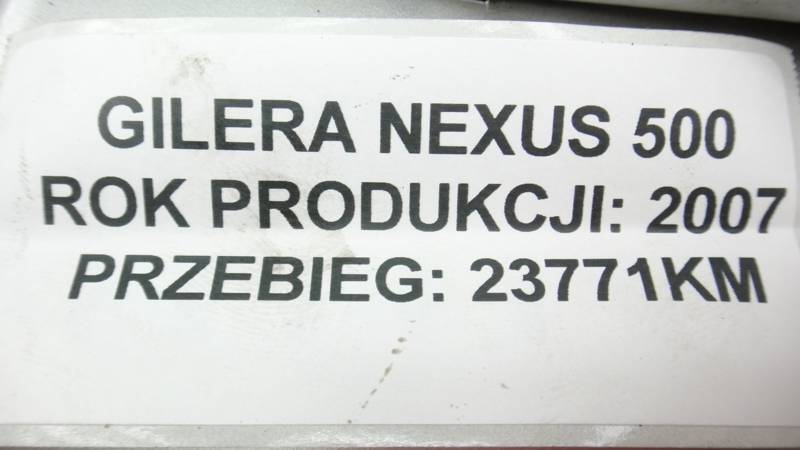 GILERA NEXUS 500
ROK PRODUKCJI: 2007
PRZEBIEG: 23771KM